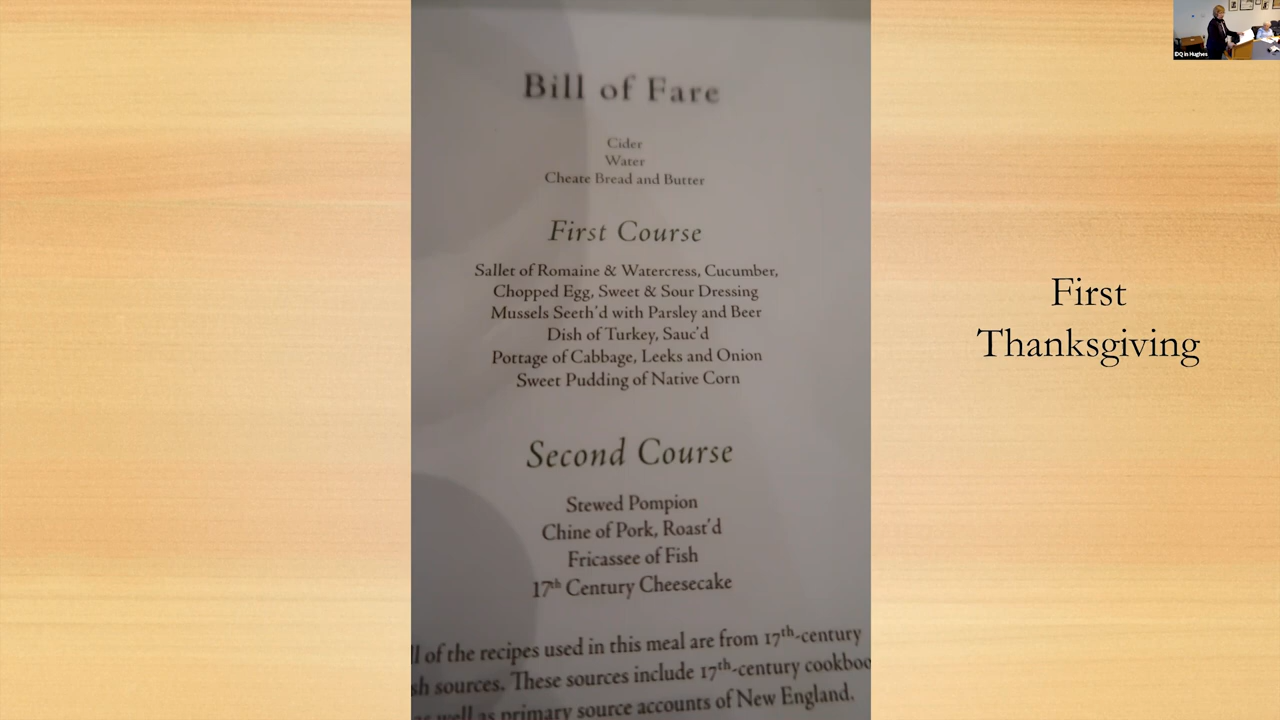 Bill of Fare
Cider
Water
Cheate Bread and Butter
First Course
Sallet of Romaine & Watercress, Cucumber,
Chopped Egg, Sweet & Sour Dressing
Mussels Seeth'd with Parsley and Beer
Dish of Turkey, Sauc'd
Pottage of Cabbage, Leeks and Onion
Sweet Pudding of Native Corn
Second Course
Stewed Pompion
Chine of Pork, Roast'd
Fricassee of Fish
17th Century Cheesecake
of the recipes used in this meal are from 17th-century
sources. These sources include 17th-century
well as primary source accounts of New England.
First
Thanksgiving
in Hughes